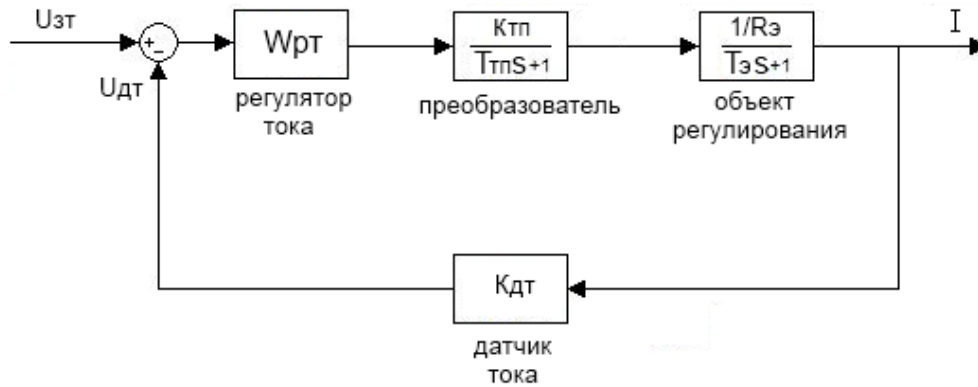 Uзт
+
−
Uдт
Wрт
регулятор
тока
Kтп
Tтпs+1
преобразователь
1/Rэ
Tэs+1
объект
регулирования
I
Kдт
датчик
тока